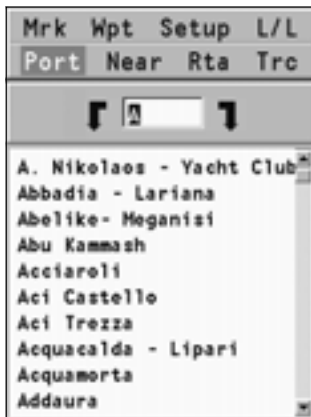 Mrk Wpt Setup L/L
Port Near Rta Trc
A
A. Nikolaos - Yacht Club
Abbadia - Lariana
Abelike- Meganisi
Abu Kammash
Acciaroli
Aci Castello
Aci Trezza
Acquacalda - Lipari
Acquamorta
Addaura